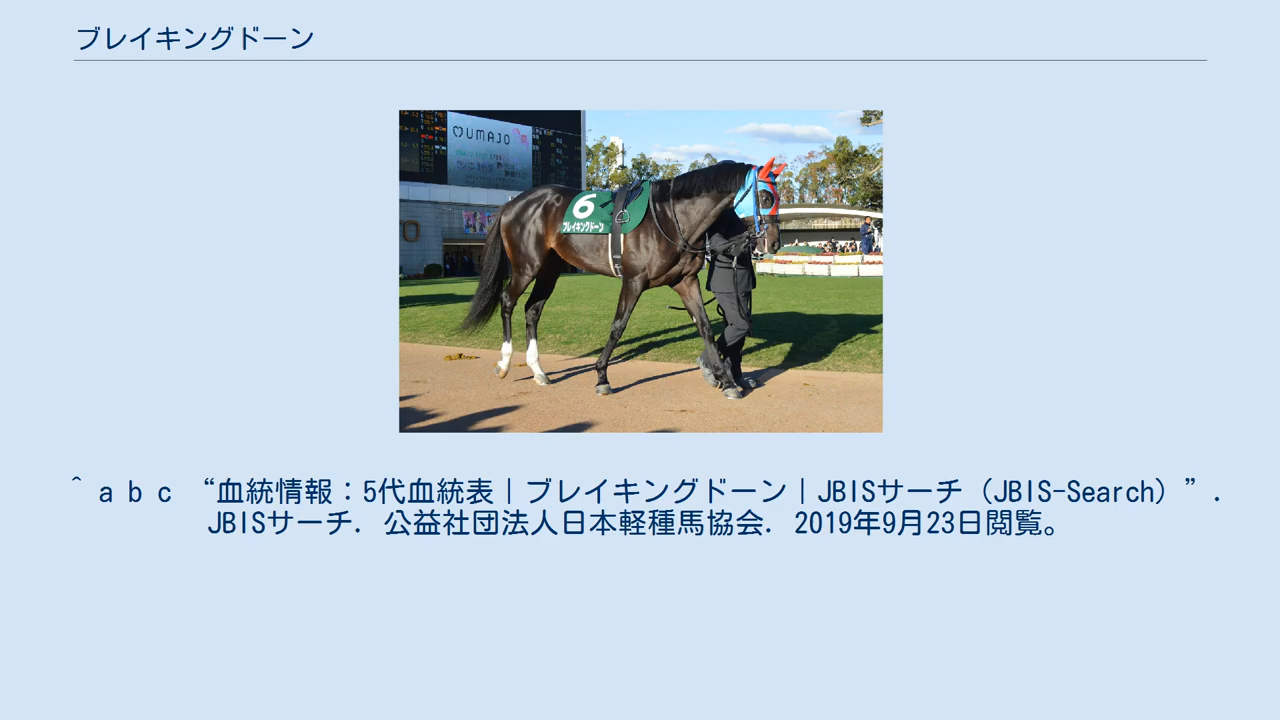 ブレイキングドーン
UMAJO
6
ブレイキングドーン
^ a b c “血統情報：5代血統表｜ブレイキングドーン｜JBISサーチ（JBIS-Search）”.
JBISサーチ. 公益社団法人日本軽種馬協会. 2019年9月23日閲覧。